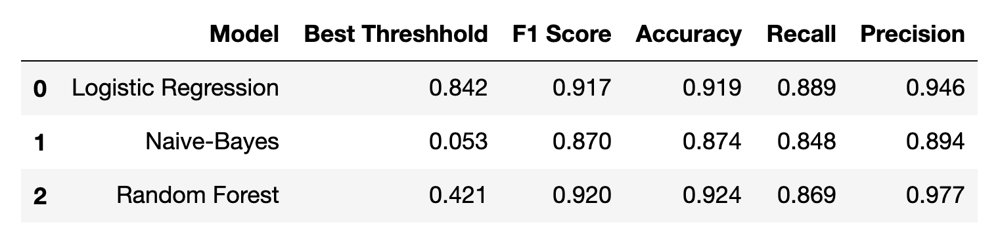 Model Best Threshhold F1 Score Accuracy Recall Precision
0 Logistic Regression 0.842 0.917 0.919 0.889 0.946
1 Naive-Bayes 0.053 0.870 0.874 0.848 0.894
2 Random Forest 0.421 0.920 0.924 0.869 0.977